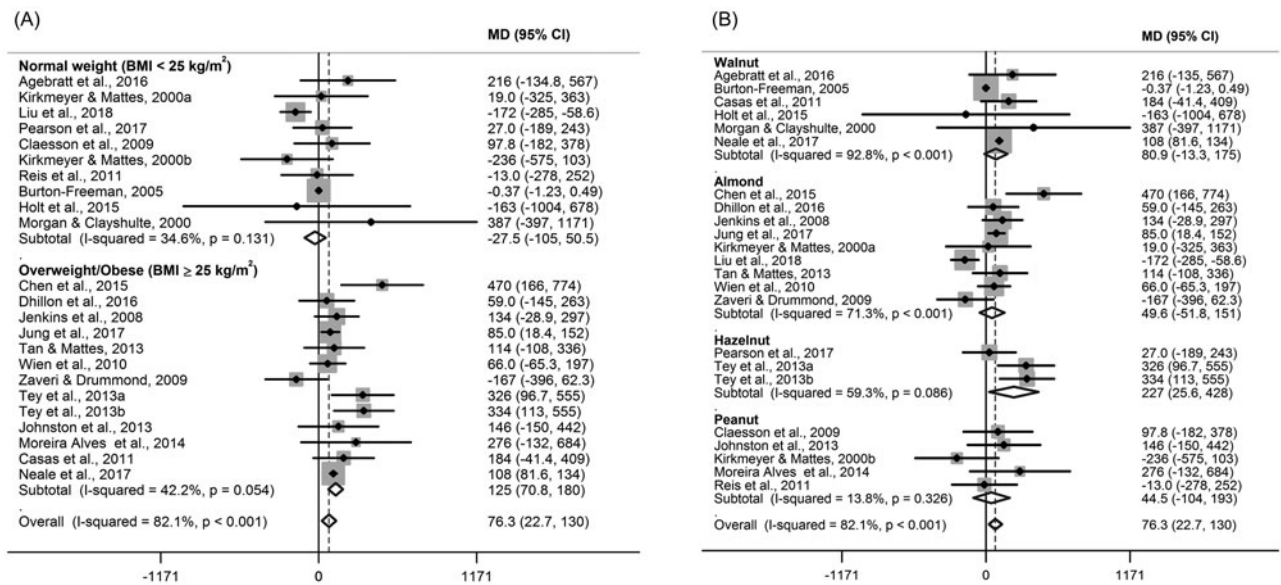 (A)
MD (95% CI)
Normal weight (BMI < 25 kg/m²)
Agebratt et al., 2016 216 (-134.8, 567)
Kirkmeyer & Mattes, 2000a 19.0 (-325, 363)
Liu et al., 2018 -172 (-285, -58.6)
Pearson et al., 2017 27.0 (-189, 243)
Claesson et al., 2009 97.8 (-182, 378)
Kirkmeyer & Mattes, 2000b -236 (-575, 103)
Reis et al., 2011 -13.0 (-278, 252)
Burton-Freeman, 2005 -0.37 (-1.23, 0.49)
Holt et al., 2015 -163 (-1004, 678)
Morgan & Clayshulte, 2000 387 (-397, 1171)
Subtotal (I-squared = 34.6%, p = 0.131) -27.5 (-105, 50.5)
.
Overweight/Obese (BMI ≥ 25 kg/m²)
Chen et al., 2015 470 (166, 774)
Dhillon et al., 2016 59.0 (-145, 263)
Jenkins et al., 2008 134 (-28.9, 297)
Jung et al., 2017 85.0 (18.4, 152)
Tan & Mattes, 2013 114 (-108, 336)
Wien et al., 2010 66.0 (-65.3, 197)
Zaveri & Drummond, 2009 -167 (-396, 62.3)
Tey et al., 2013a 326 (96.7, 555)
Tey et al., 2013b 334 (113, 555)
Johnston et al., 2013 146 (-150, 442)
Moreira Alves et al., 2014 276 (-132, 684)
Casas et al., 2011 184 (-41.4, 409)
Neale et al., 2017 108 (81.6, 134)
Subtotal (I-squared = 42.2%, p = 0.054) 125 (70.8, 180)
.
Overall (I-squared = 82.1%, p < 0.001) 76.3 (22.7, 130)
-1171 0 1171
(B)
MD (95% CI)
Walnut
Agebratt et al., 2016 216 (-135, 567)
Burton-Freeman, 2005 -0.37 (-1.23, 0.49)
Casas et al., 2011 184 (-41.4, 409)
Holt et al., 2015 -163 (-1004, 678)
Morgan & Clayshulte, 2000 387 (-397, 1171)
Neale et al., 2017 108 (81.6, 134)
Subtotal (I-squared = 92.8%, p < 0.001) 80.9 (-13.3, 175)
.
Almond
Chen et al., 2015 470 (166, 774)
Dhillon et al., 2016 59.0 (-145, 263)
Jenkins et al., 2008 134 (-28.9, 297)
Jung et al., 2017 85.0 (18.4, 152)
Kirkmeyer & Mattes, 2000a 19.0 (-325, 363)
Liu et al., 2018 -172 (-285, -58.6)
Tan & Mattes, 2013 114 (-108, 336)
Wien et al., 2010 66.0 (-65.3, 197)
Zaveri & Drummond, 2009 -167 (-396, 62.3)
Subtotal (I-squared = 71.3%, p < 0.001) 49.6 (-51.8, 151)
.
Hazelnut
Pearson et al., 2017 27.0 (-189, 243)
Tey et al., 2013a 326 (96.7, 555)
Tey et al., 2013b 334 (113, 555)
Subtotal (I-squared = 59.3%, p = 0.086) 227 (25.6, 428)
.
Peanut
Claesson et al., 2009 97.8 (-182, 378)
Johnston et al., 2013 146 (-150, 442)
Kirkmeyer & Mattes, 2000b -236 (-575, 103)
Moreira Alves et al., 2014 276 (-132, 684)
Reis et al., 2011 -13.0 (-278, 252)
Subtotal (I-squared = 13.8%, p = 0.326) 44.5 (-104, 193)
.
Overall (I-squared = 82.1%, p < 0.001) 76.3 (22.7, 130)
-1171 0 1171